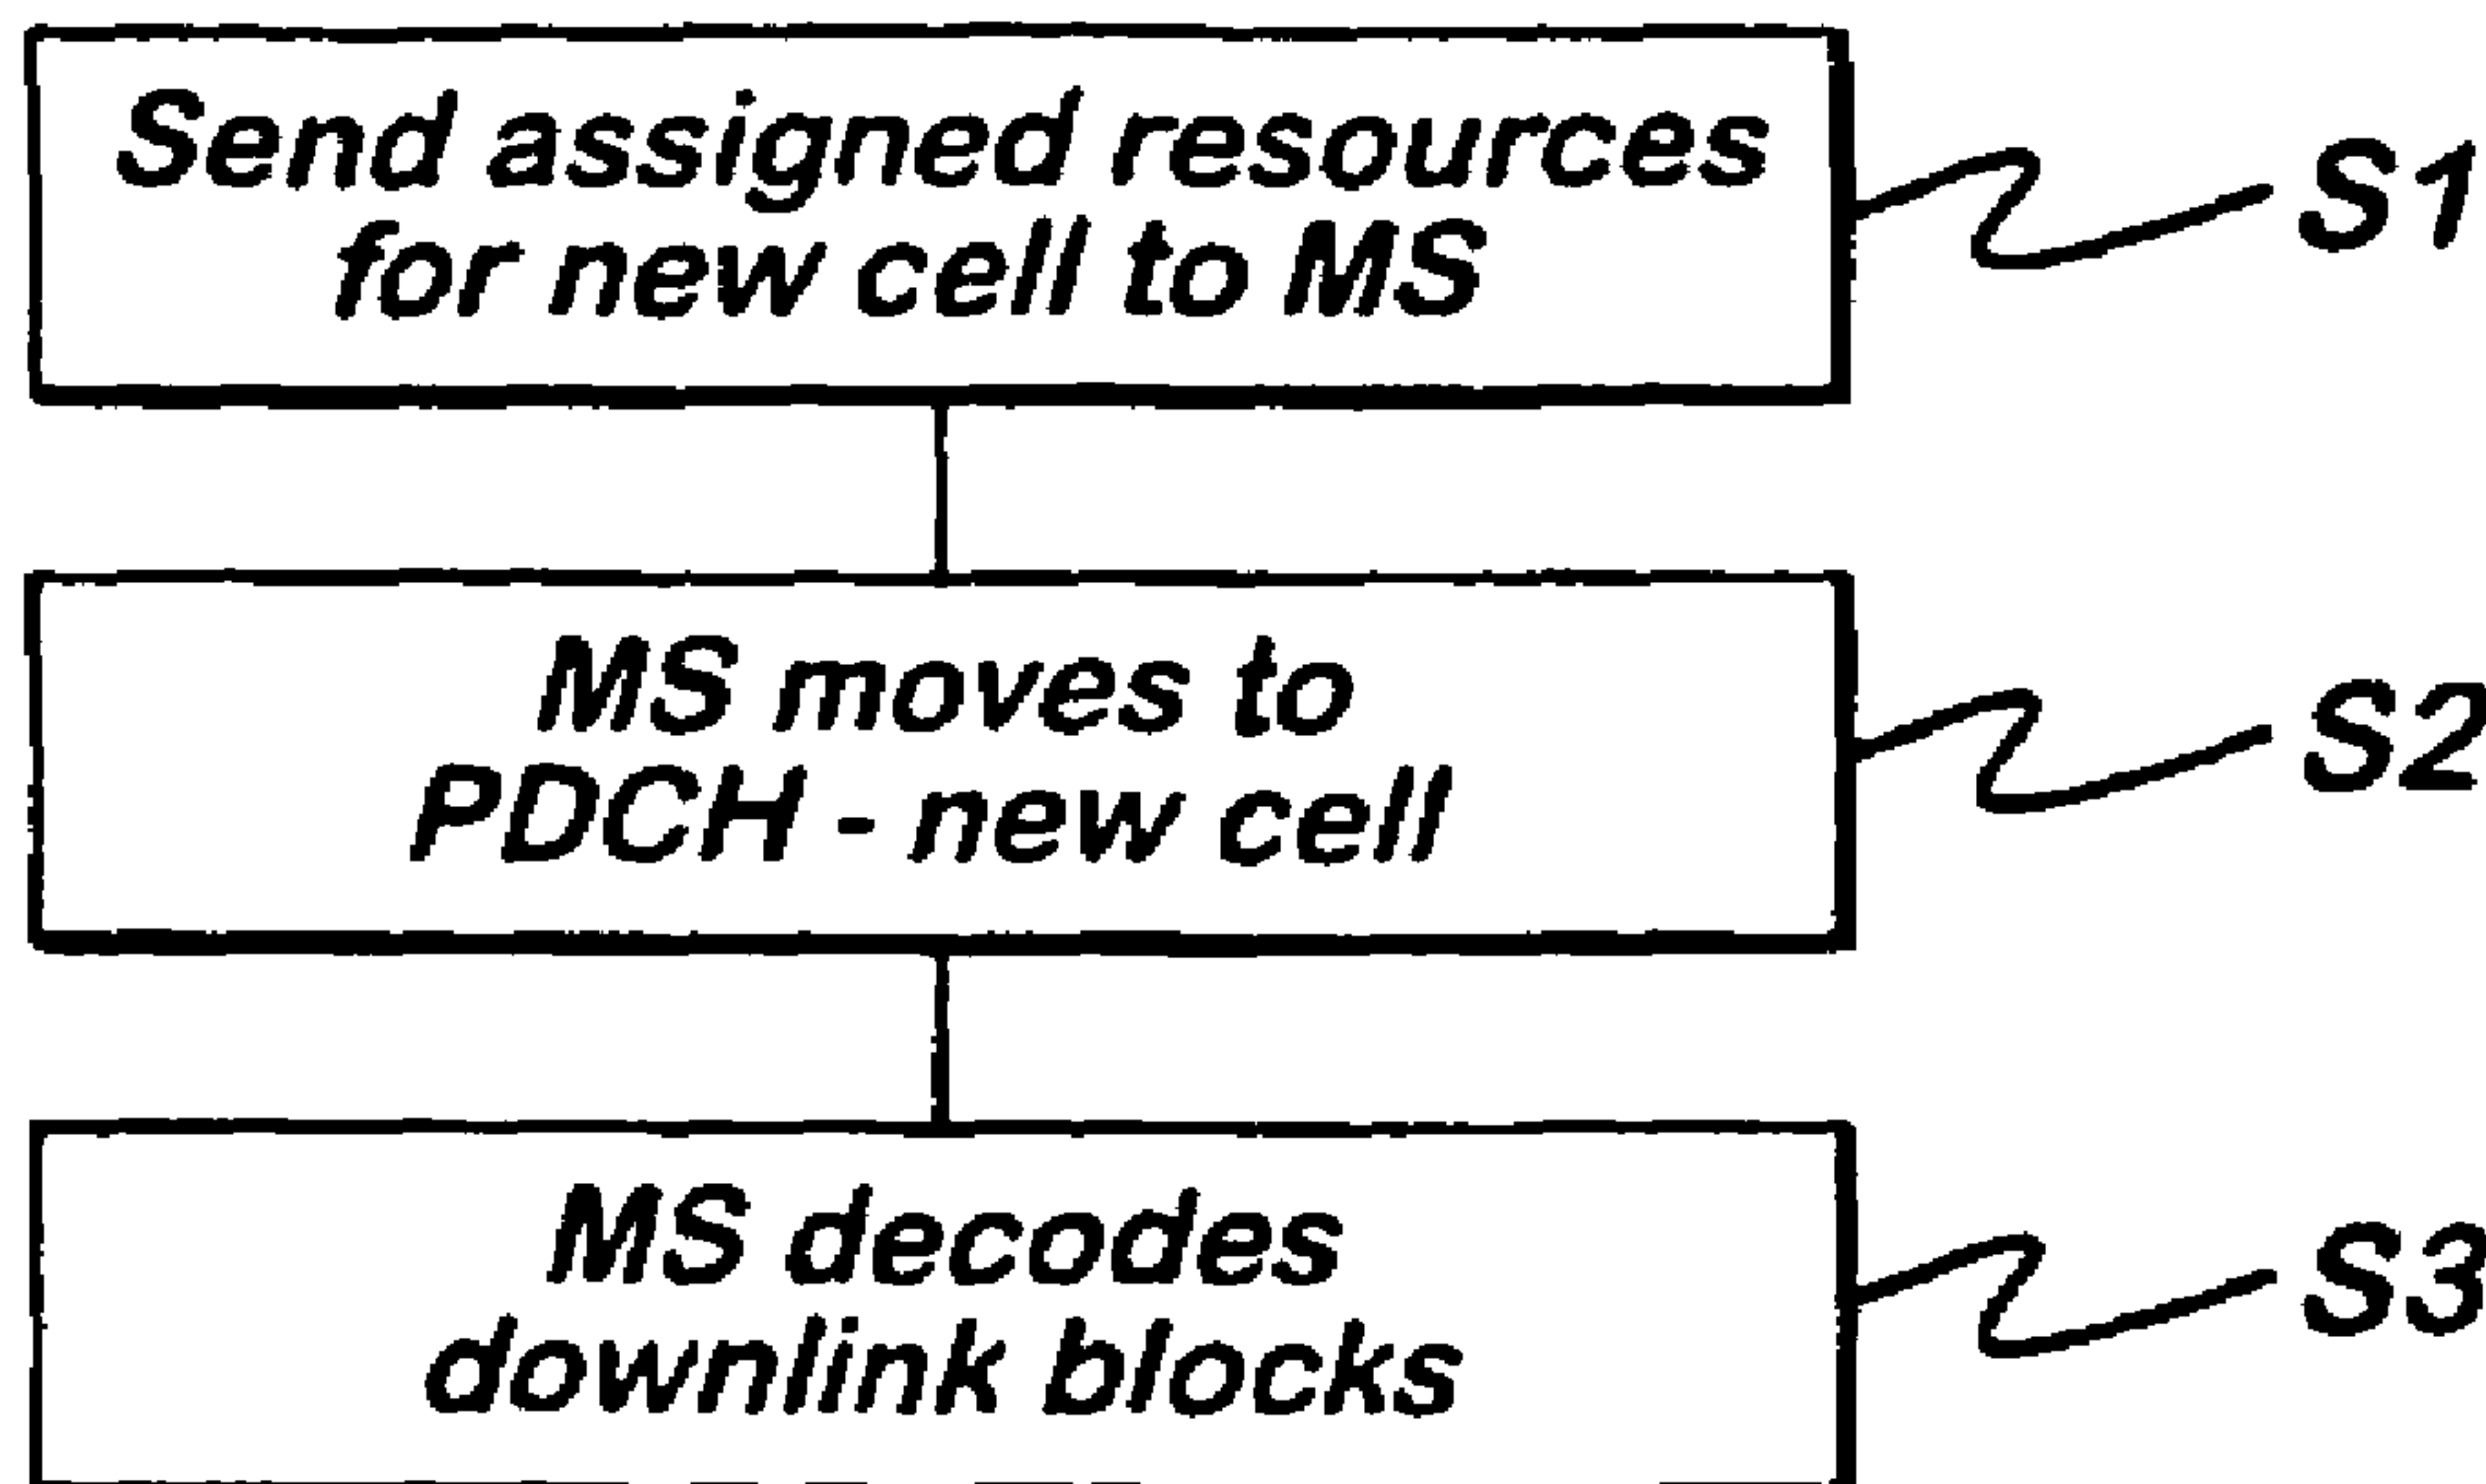 Send assigned resources
for new cell to MS
S1
MS moves to
PDCH - new cell
S2
MS decodes
downlink blocks
S3